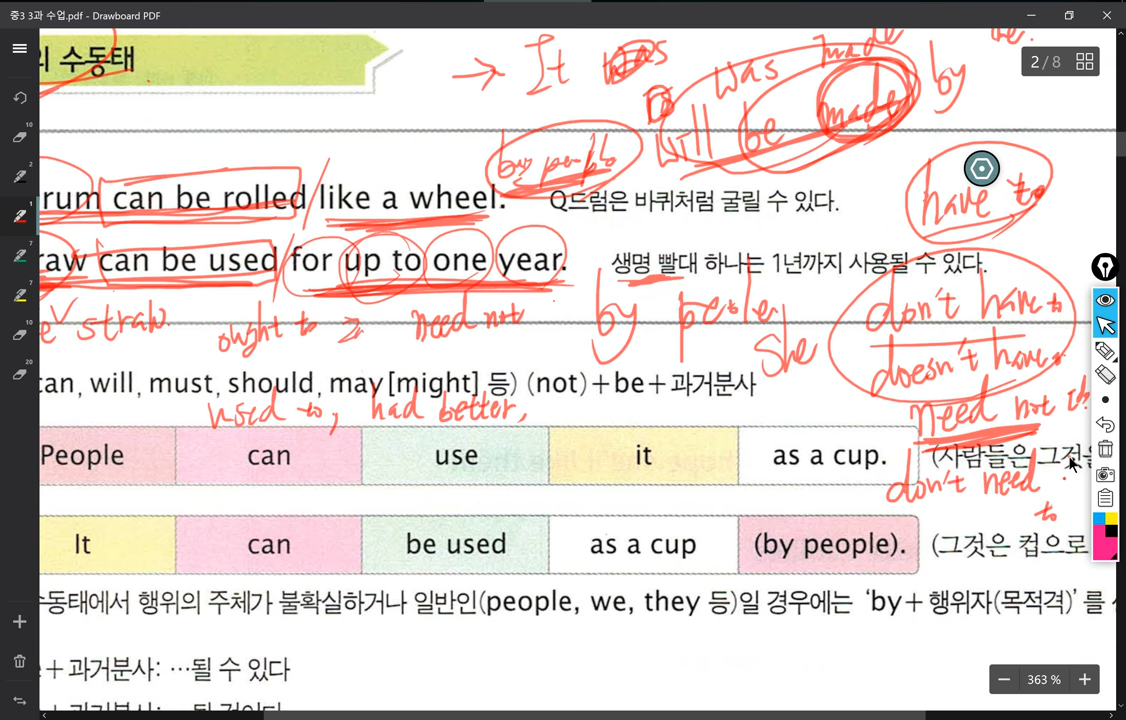 중3 3과 수업.pdf - Drawboard PDF
의 수동태
→ It was
was made by
will be made
2 / 8
by people
rum can be rolled / like a wheel. Q드럼은 바퀴처럼 굴릴 수 있다.
have to
raw can be used / for up to one year. 생명 빨대 하나는 1년까지 사용될 수 있다.
straw. ought to need not by people She
don't have to
doesn't have
can, will, must, should, may [might] 등) (not)+be+과거분사
used to, had better,
need not
People can use it as a cup. (사람들은 그것은
don't need to
It can be used as a cup (by people). (그것은 컵으로
수동태에서 행위의 주체가 불확실하거나 일반인(people, we, they 등)일 경우에는 'by+행위자(목적격)'를
+과거분사: …될 수 있다
363 %